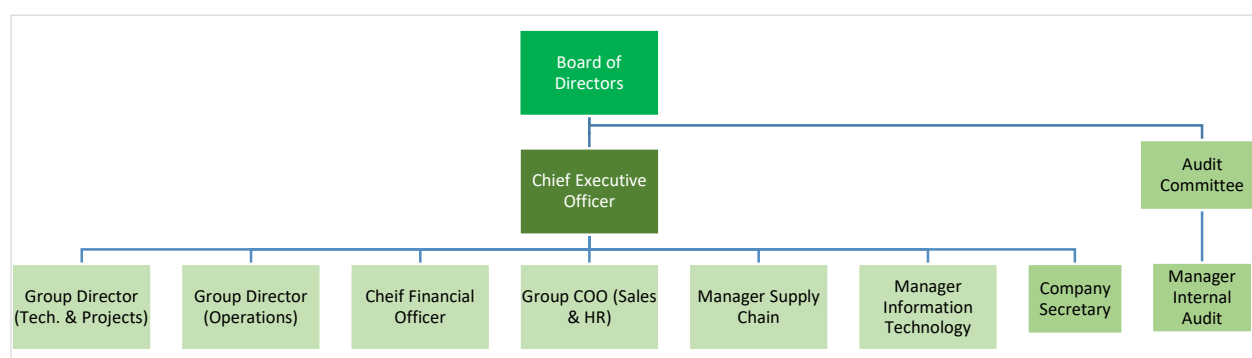 Board of
Directors
Chief Executive
Officer
Audit
Committee
Group Director
(Tech. & Projects)
Group Director
(Operations)
Cheif Financial
Officer
Group COO (Sales
& HR)
Manager Supply
Chain
Manager
Information
Technology
Company
Secretary
Manager
Internal
Audit